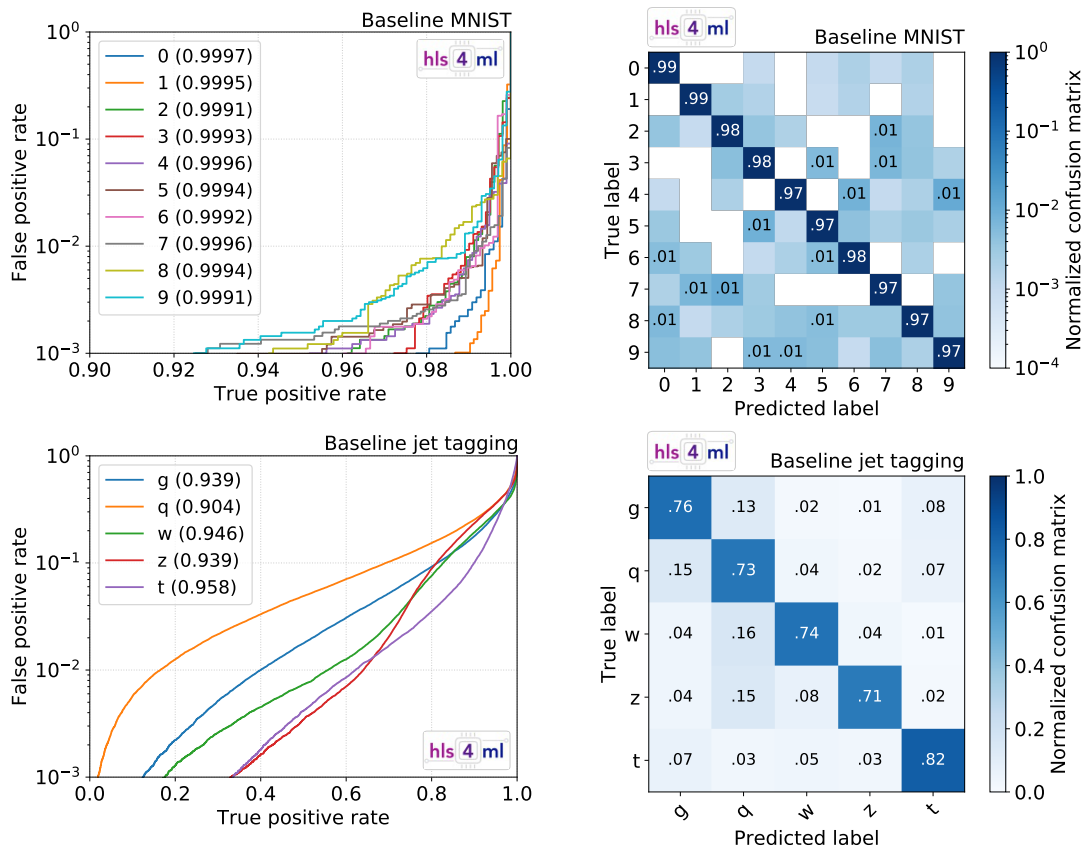 Baseline MNIST
hls 4 ml
0 (0.9997)
1 (0.9995)
2 (0.9991)
3 (0.9993)
4 (0.9996)
5 (0.9994)
6 (0.9992)
7 (0.9996)
8 (0.9994)
9 (0.9991)
False positive rate
10⁰
10⁻¹
10⁻²
10⁻³
0.90 0.92 0.94 0.96 0.98 1.00
True positive rate
hls 4 ml
Baseline MNIST
True label
0 .99
1 .99
2 .98 .01
3 .98 .01 .01
4 .97 .01 .01
5 .01 .97
6 .01 .01 .98
7 .01 .01 .97
8 .01 .01 .97
9 .01 .01 .97
0 1 2 3 4 5 6 7 8 9
Predicted label
10⁰
10⁻¹
10⁻²
10⁻³
10⁻⁴
Normalized confusion matrix
Baseline jet tagging
g (0.939)
q (0.904)
w (0.946)
z (0.939)
t (0.958)
hls 4 ml
False positive rate
10⁰
10⁻¹
10⁻²
10⁻³
0.0 0.2 0.4 0.6 0.8 1.0
True positive rate
hls 4 ml
Baseline jet tagging
True label
g .76 .13 .02 .01 .08
q .15 .73 .04 .02 .07
w .04 .16 .74 .04 .01
z .04 .15 .08 .71 .02
t .07 .03 .05 .03 .82
g q w z t
Predicted label
1.0
0.8
0.6
0.4
0.2
0.0
Normalized confusion matrix